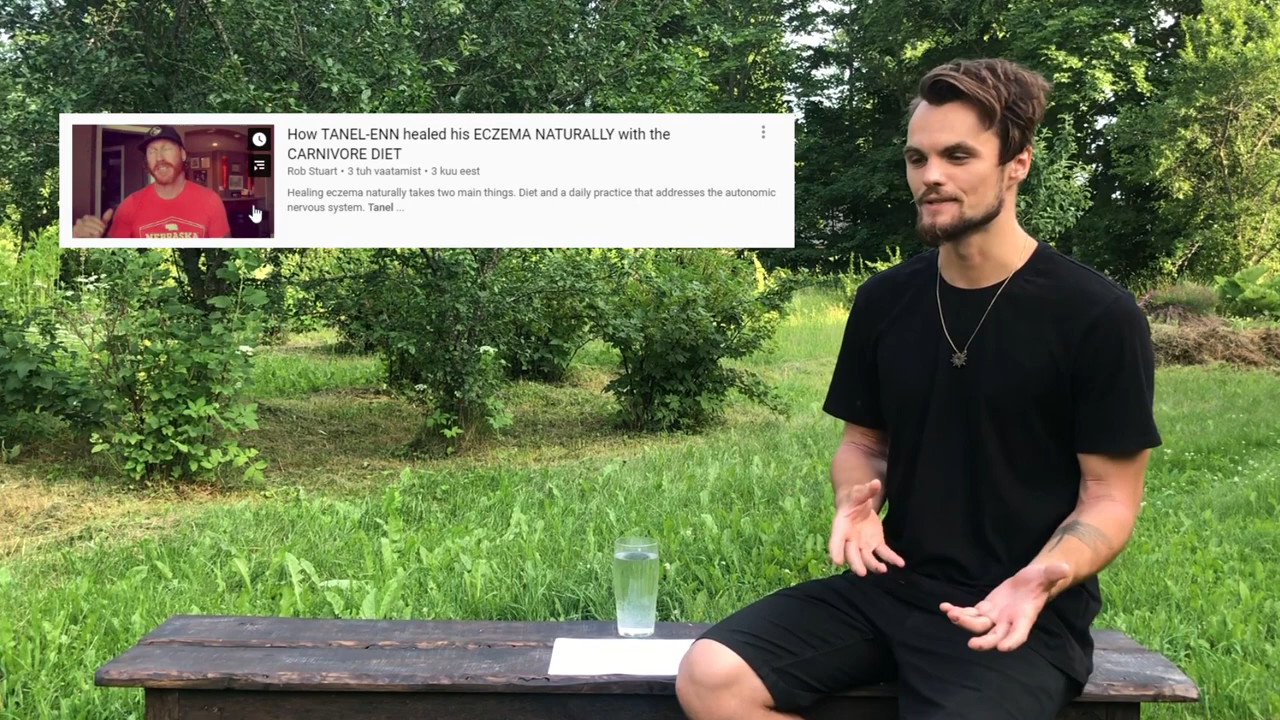 How TANEL-ENN healed his ECZEMA NATURALLY with the
CARNIVORE DIET
Rob Stuart • 3 tuh vaatamist • 3 kuu eest
Healing eczema naturally takes two main things. Diet and a daily practice that addresses the autonomic
nervous system. Tanel ...
NEBRASKA